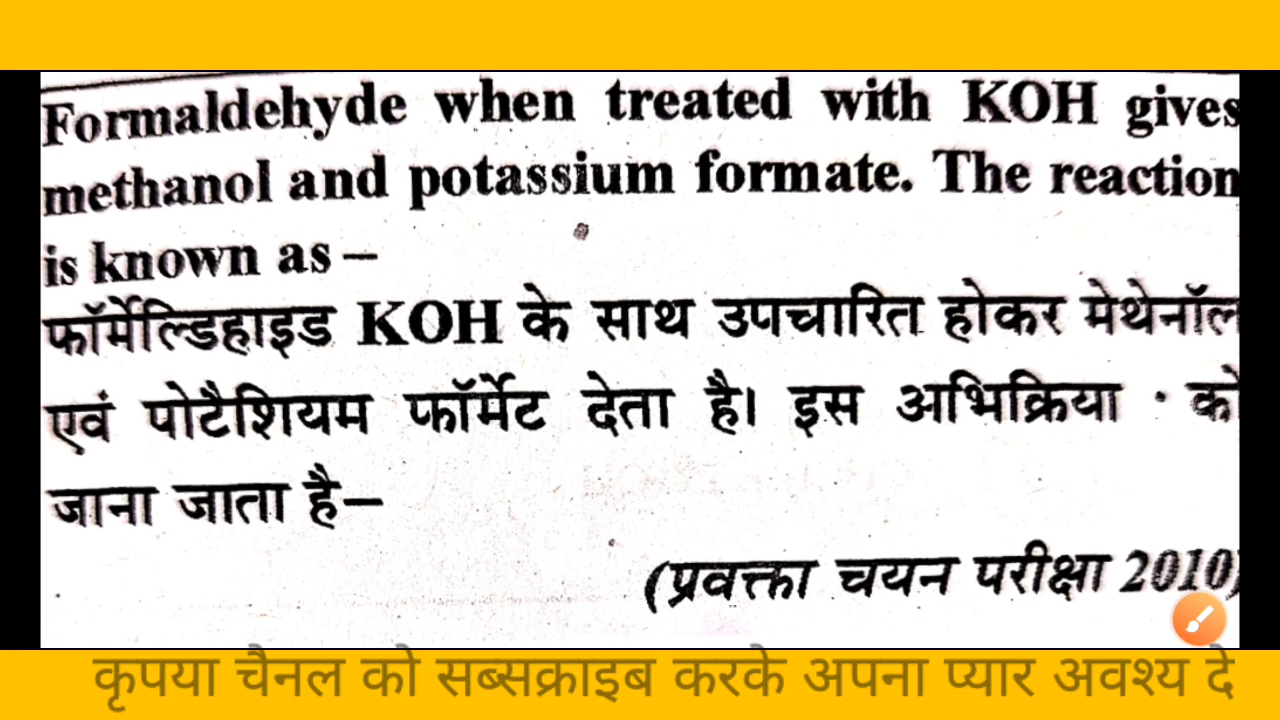 Formaldehyde when treated with KOH gives
methanol and potassium formate. The reaction
is known as –
फॉर्मेल्डिहाइड KOH के साथ उपचारित होकर मेथेनॉल
एवं पोटैशियम फॉर्मेट देता है। इस अभिक्रिया को
जाना जाता है–
(प्रवक्ता चयन परीक्षा 2010)
कृपया चैनल को सब्सक्राइब करके अपना प्यार अवश्य दे